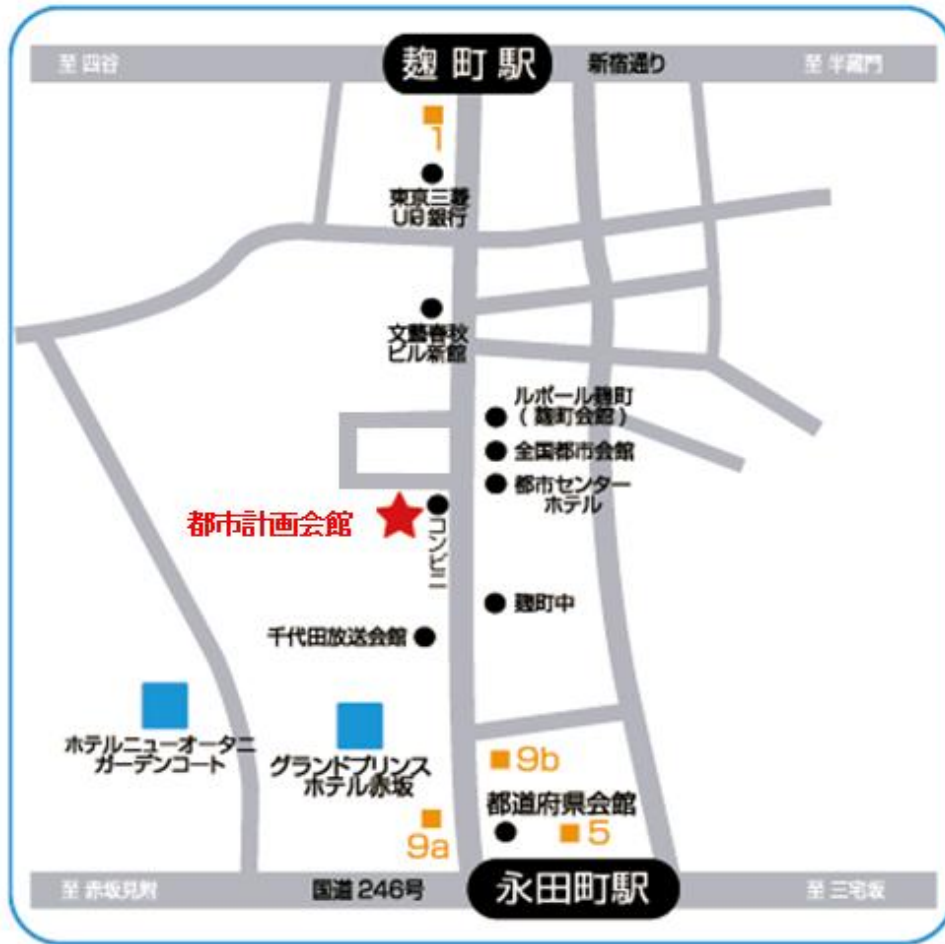 至 四谷
麹町駅
新宿通り
至 半蔵門
1
東京三菱
UFJ銀行
文藝春秋
ビル新館
ルポール麹町
(麹町会館)
全国都市会館
都市センター
ホテル
都市計画会館
コンビニ
麹町中
千代田放送会館
ホテルニューオータニ
ガーデンコート
グランドプリンス
ホテル赤坂
9b
都道府県会館
5
9a
至 赤坂見附
国道246号
永田町駅
至 三宅坂